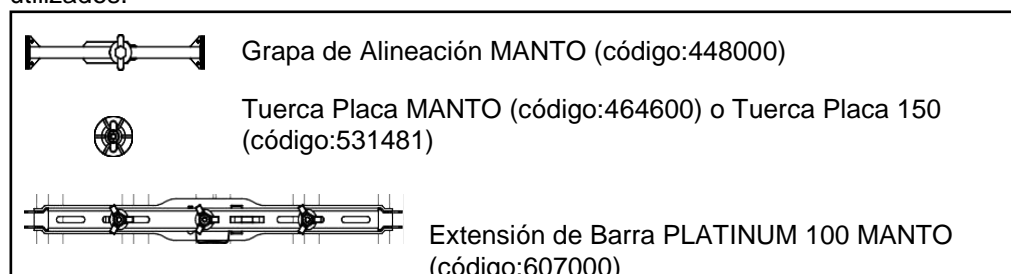 utilizados.
Grapa de Alineación MANTO (código:448000)
Tuerca Placa MANTO (código:464600) o Tuerca Placa 150
(código:531481)
Extensión de Barra PLATINUM 100 MANTO
(código:607000)